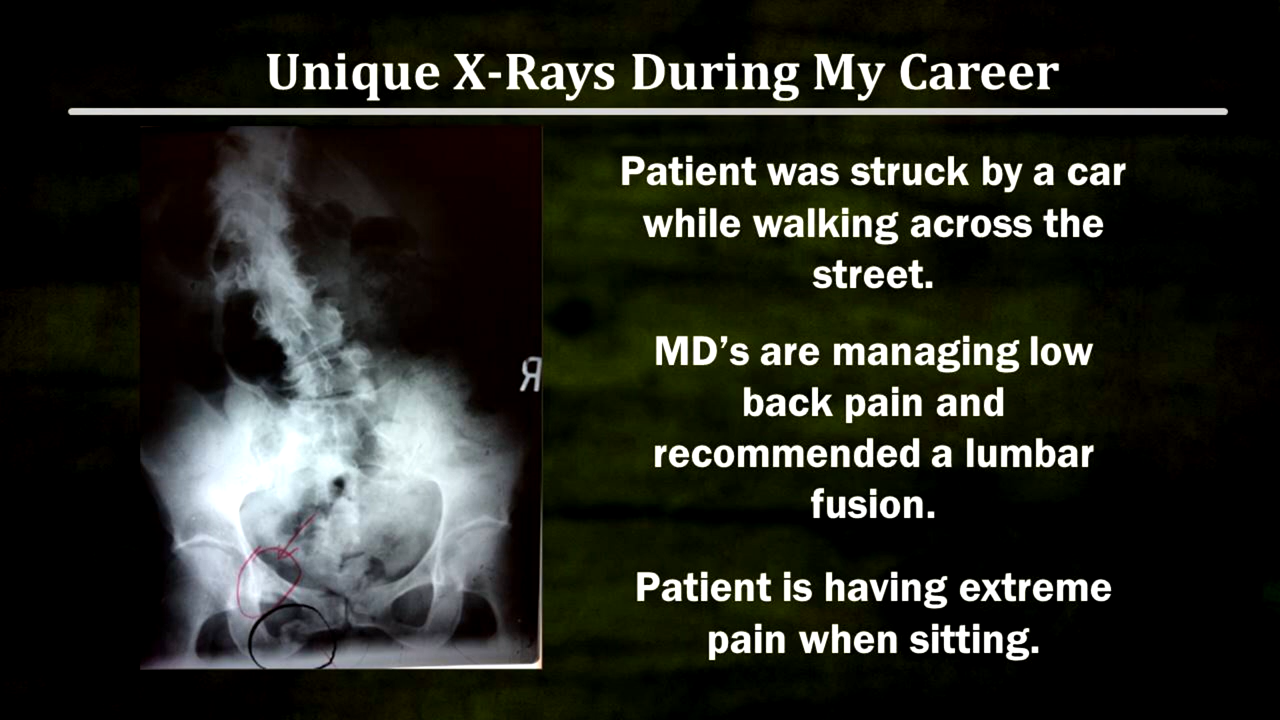 Unique X-Rays During My Career
Patient was struck by a car
while walking across the
street.
MD’s are managing low
back pain and
recommended a lumbar
fusion.
Patient is having extreme
pain when sitting.
R